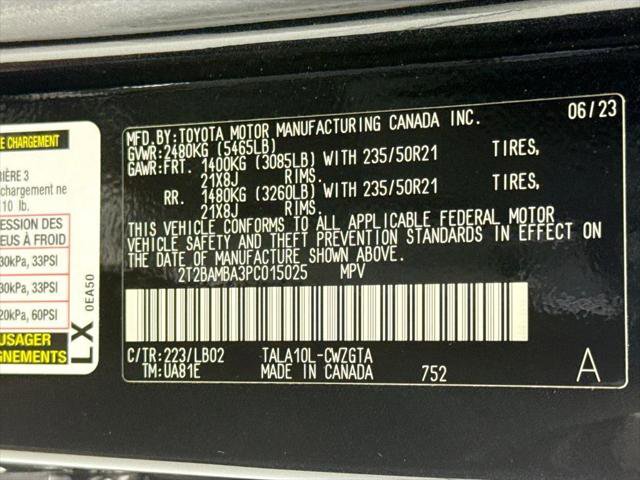 06/23
MFD.BY:TOYOTA MOTOR MANUFACTURING CANADA INC.
GVWR:2480KG (5465LB)
GAWR:FRT. 1400KG (3085LB) WITH 235/50R21 TIRES,
21X8J RIMS.
RR. 1480KG (3260LB) WITH 235/50R21 TIRES,
21X8J RIMS.
THIS VEHICLE CONFORMS TO ALL APPLICABLE FEDERAL MOTOR
VEHICLE SAFETY AND THEFT PREVENTION STANDARDS IN EFFECT ON
THE DATE OF MANUFACTURE SHOWN ABOVE.
2T2BAMBA3PC015025 MPV
C/TR:223/LB02 TALA10L-CWZGTA
TM:UA81E MADE IN CANADA 752 A
CHARGEMENT
3
chargement ne
10 lb.
ESSION DES
EUS À FROID
30kPa, 33PSI
30kPa, 33PSI
20kPa, 60PSI
USAGER
GNEMENTS
LX 0EA50